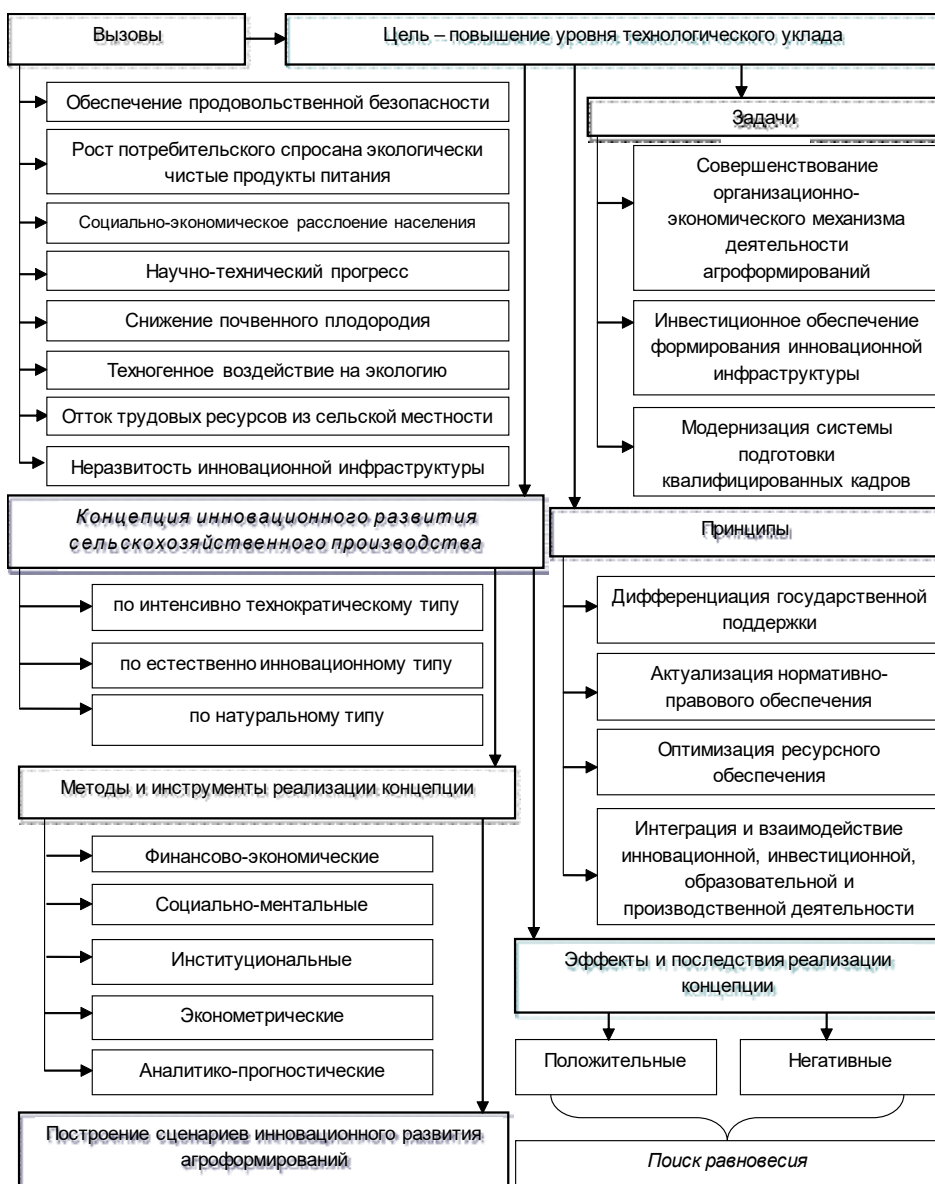 Вызовы
Цель – повышение уровня технологического уклада
Обеспечение продовольственной безопасности
Рост потребительского спросана экологически
чистые продукты питания
Социально-экономическое расслоение населения
Научно-технический прогресс
Снижение почвенного плодородия
Техногенное воздействие на экологию
Отток трудовых ресурсов из сельской местности
Неразвитость инновационной инфраструктуры
Задачи
Совершенствование
организационно-
экономического механизма
деятельности
агроформирований
Инвестиционное обеспечение
формирования инновационной
инфраструктуры
Модернизация системы
подготовки
квалифицированных кадров
Концепция инновационного развития
сельскохозяйственного производства
по интенсивно технократическому типу
по естественно инновационному типу
по натуральному типу
Принципы
Дифференциация государственной
поддержки
Актуализация нормативно-
правового обеспечения
Оптимизация ресурсного
обеспечения
Интеграция и взаимодействие
инновационной, инвестиционной,
образовательной и
производственной деятельности
Методы и инструменты реализации концепции
Финансово-экономические
Социально-ментальные
Институциональные
Эконометрические
Аналитико-прогностические
Эффекты и последствия реализации
концепции
Положительные
Негативные
Построение сценариев инновационного развития
агроформирований
Поиск равновесия